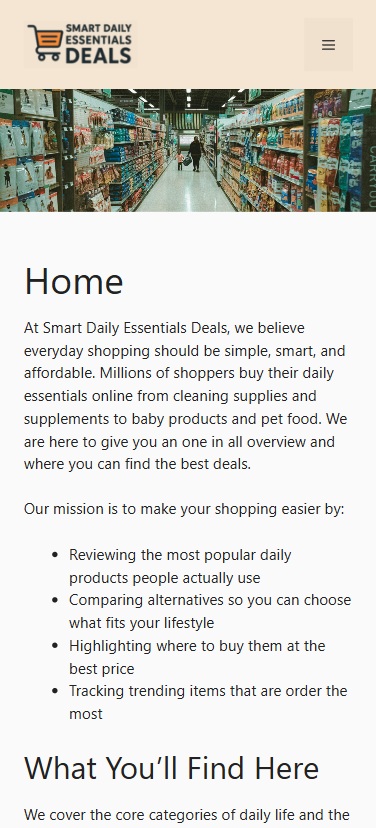 SMART DAILY
ESSENTIALS
DEALS
Home
At Smart Daily Essentials Deals, we believe
everyday shopping should be simple, smart, and
affordable. Millions of shoppers buy their daily
essentials online from cleaning supplies and
supplements to baby products and pet food. We
are here to give you an one in all overview and
where you can find the best deals.
Our mission is to make your shopping easier by:
• Reviewing the most popular daily
products people actually use
• Comparing alternatives so you can choose
what fits your lifestyle
• Highlighting where to buy them at the
best price
• Tracking trending items that are order the
most
What You’ll Find Here
We cover the core categories of daily life and the